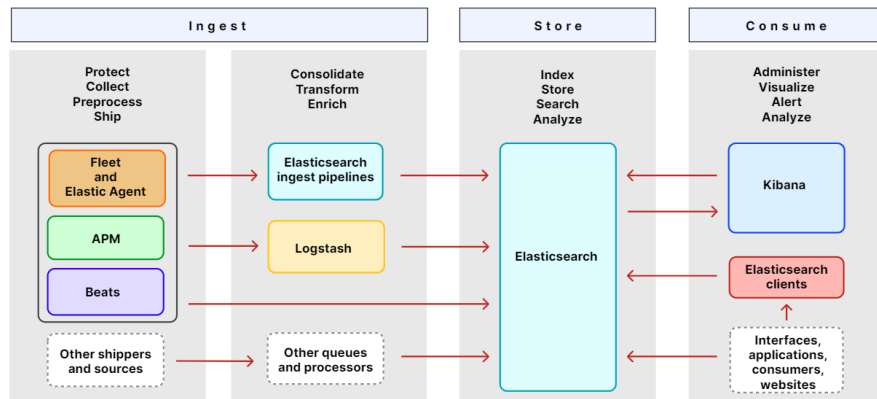 Ingest
Store
Consume
Protect
Collect
Preprocess
Ship
Consolidate
Transform
Enrich
Index
Store
Search
Analyze
Administer
Visualize
Alert
Analyze
Fleet
and
Elastic Agent
APM
Beats
Other shippers
and sources
Elasticsearch
ingest pipelines
Logstash
Other queues
and processors
Elasticsearch
Kibana
Elasticsearch
clients
Interfaces,
applications,
consumers,
websites